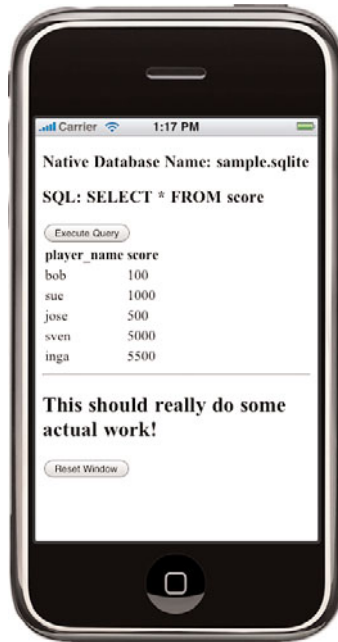 Carrier 1:17 PM
Native Database Name: sample.sqlite
SQL: SELECT * FROM score
Execute Query
player_name score
bob 100
sue 1000
jose 500
sven 5000
inga 5500
This should really do some
actual work!
Reset Window